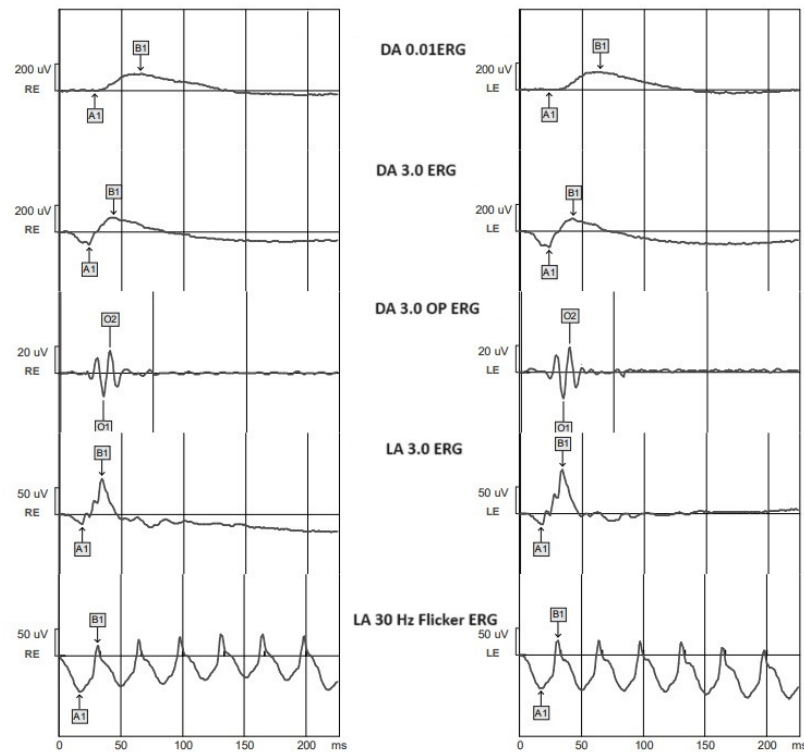 DA 0.01ERG
B1
B1
200 uV
RE
200 uV
LE
A1
A1
DA 3.0 ERG
B1
B1
200 uV
RE
200 uV
LE
A1
A1
DA 3.0 OP ERG
O2
O2
20 uV
RE
20 uV
LE
O1
O1
LA 3.0 ERG
B1
B1
50 uV
RE
50 uV
LE
A1
A1
LA 30 Hz Flicker ERG
B1
B1
50 uV
RE
50 uV
LE
A1
A1
0 50 100 150 200 ms
0 50 100 150 200 ms